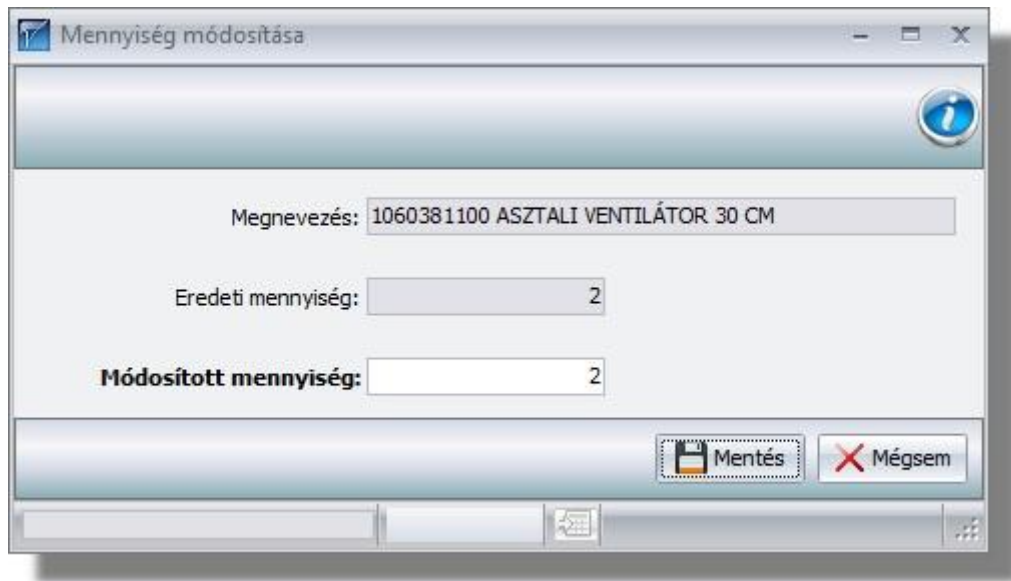 Mennyiség módosítása
Megnevezés: 1060381100 ASZTALI VENTILÁTOR 30 CM
Eredeti mennyiség: 2
Módosított mennyiség: 2
Mentés Mégsem